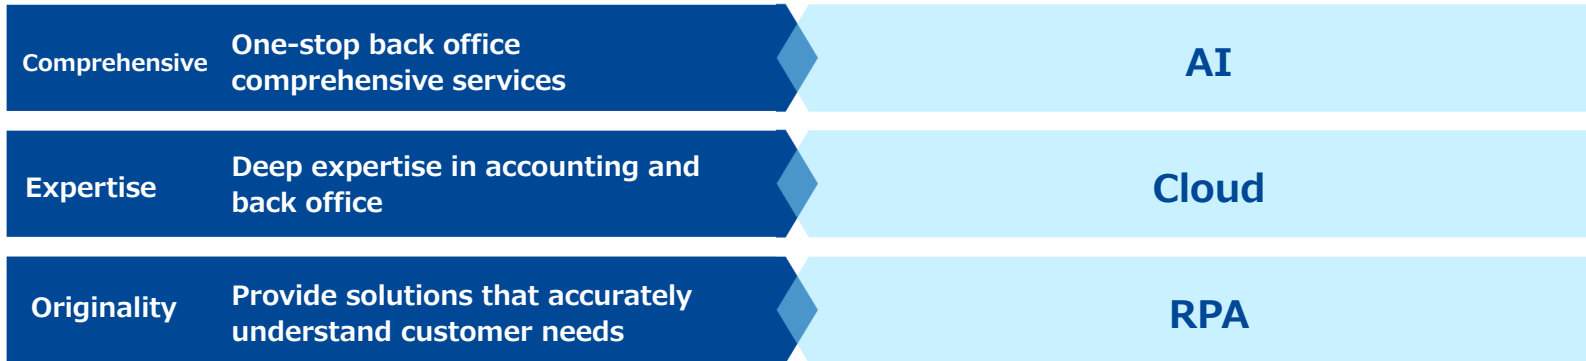 Comprehensive
One-stop back office
comprehensive services
AI
Expertise
Deep expertise in accounting and
back office
Cloud
Originality
Provide solutions that accurately
understand customer needs
RPA